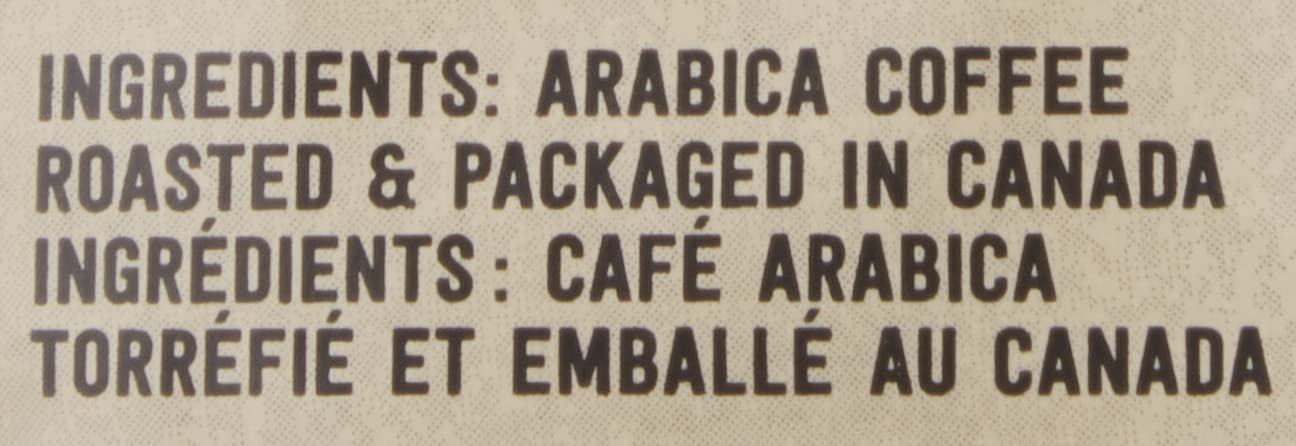 INGREDIENTS: ARABICA COFFEE
ROASTED & PACKAGED IN CANADA
INGRÉDIENTS : CAFÉ ARABICA
TORRÉFIÉ ET EMBALLÉ AU CANADA